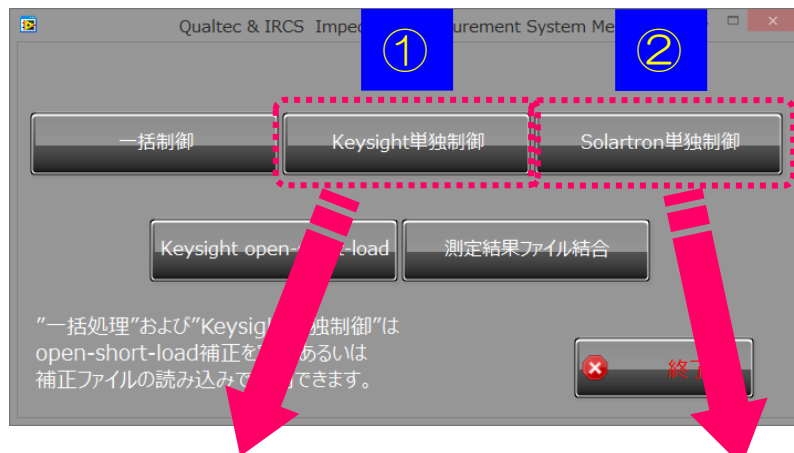 Qualtec & IRCS Impe urement System Me
①
②
一括制御
Keysight単独制御
Solartron単独制御
Keysight open- -load
測定結果ファイル結合
"一括処理"および"Keysig 独制御"は
open-short-load補正を あるいは
補正ファイルの読み込みで できます。
終